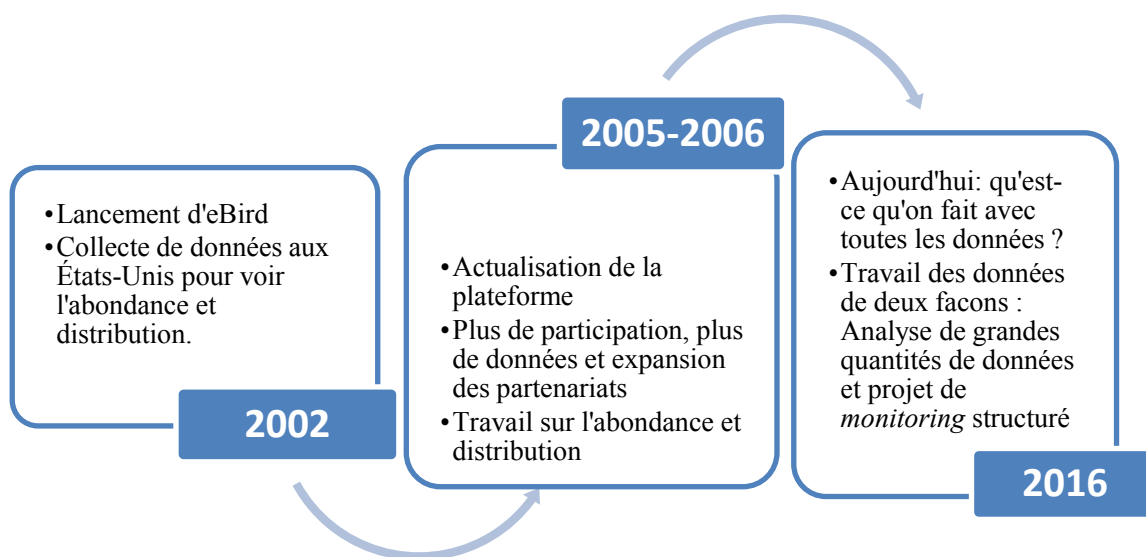 •Lancement d'eBird
•Collecte de données aux
États-Unis pour voir
l'abondance et
distribution.
2002
2005-2006
•Actualisation de la
plateforme
•Plus de participation, plus
de données et expansion
des partenariats
•Travail sur l'abondance et
distribution
•Aujourd'hui: qu'est-
ce qu'on fait avec
toutes les données ?
•Travail des données
de deux facons :
Analyse de grandes
quantités de données
et projet de
monitoring structuré
2016